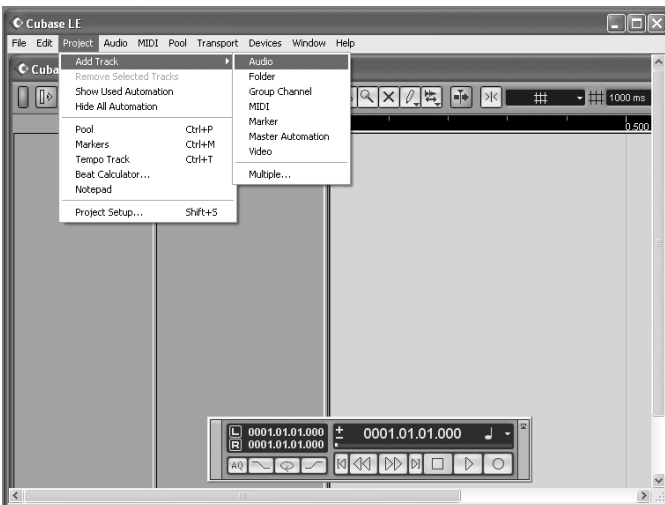 Cubase LE
File Edit Project Audio MIDI Pool Transport Devices Window Help
Add Track
Remove Selected Tracks
Show Used Automation
Hide All Automation
Pool Ctrl+P
Markers Ctrl+M
Tempo Track Ctrl+T
Beat Calculator...
Notepad
Project Setup... Shift+S
Audio
Folder
Group Channel
MIDI
Marker
Master Automation
Video
Multiple...
Cuba
1000 ms
0.500
L 0001.01.01.000
R 0001.01.01.000
0001.01.01.000
AQ